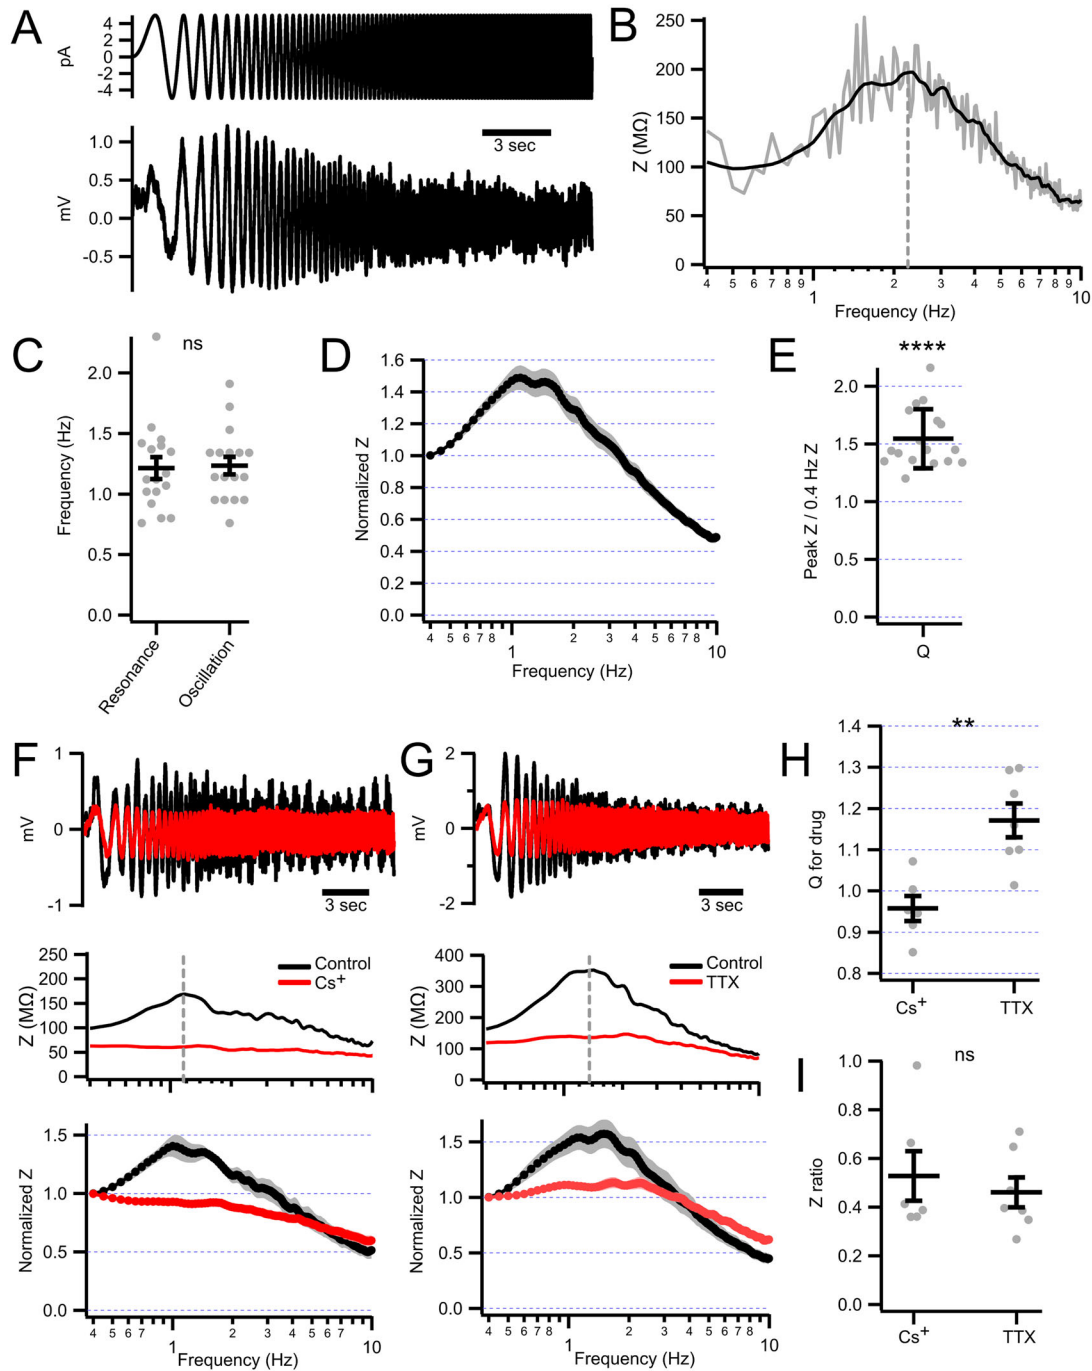 A
pA
4
2
0
-2
-4
3 sec
mV
1.0
0.5
0.0
-0.5
B
Z (MΩ)
250
200
150
100
50
0
4 5 6 7 8 9 1 2 3 4 5 6 7 8 9 10
Frequency (Hz)
C
ns
Frequency (Hz)
2.0
1.5
1.0
0.5
0.0
Resonance
Oscillation
D
Normalized Z
1.6
1.4
1.2
1.0
0.8
0.6
0.4
0.2
0.0
4 5 6 7 8 1 2 3 4 5 6 7 8 10
Frequency (Hz)
E
****
Peak Z / 0.4 Hz Z
2.0
1.5
1.0
0.5
0.0
Q
F
mV
1
0
-1
3 sec
Z (MΩ)
250
200
150
100
50
0
Control
Cs+
Normalized Z
1.5
1.0
0.5
0.0
4 5 6 7 1 2 3 4 5 6 7 10
Frequency (Hz)
G
mV
2
0
-2
3 sec
Z (MΩ)
400
300
200
100
0
Control
TTX
Normalized Z
1.5
1.0
0.5
0.0
4 5 6 7 8 1 2 3 4 5 6 7 8 10
Frequency (Hz)
H
**
Q for drug
1.4
1.3
1.2
1.1
1.0
0.9
0.8
Cs+
TTX
I
ns
Z ratio
1.0
0.8
0.6
0.4
0.2
0.0
Cs+
TTX